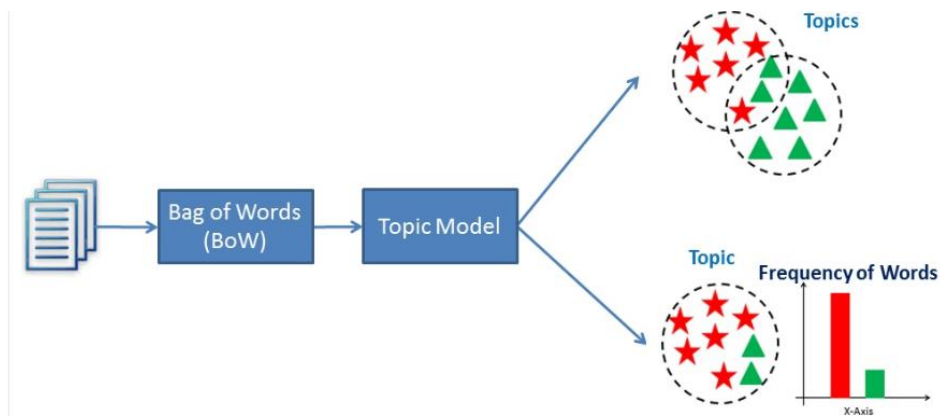 Topics
Bag of Words
(BoW)
Topic Model
Topic
Frequency of Words
X-Axis